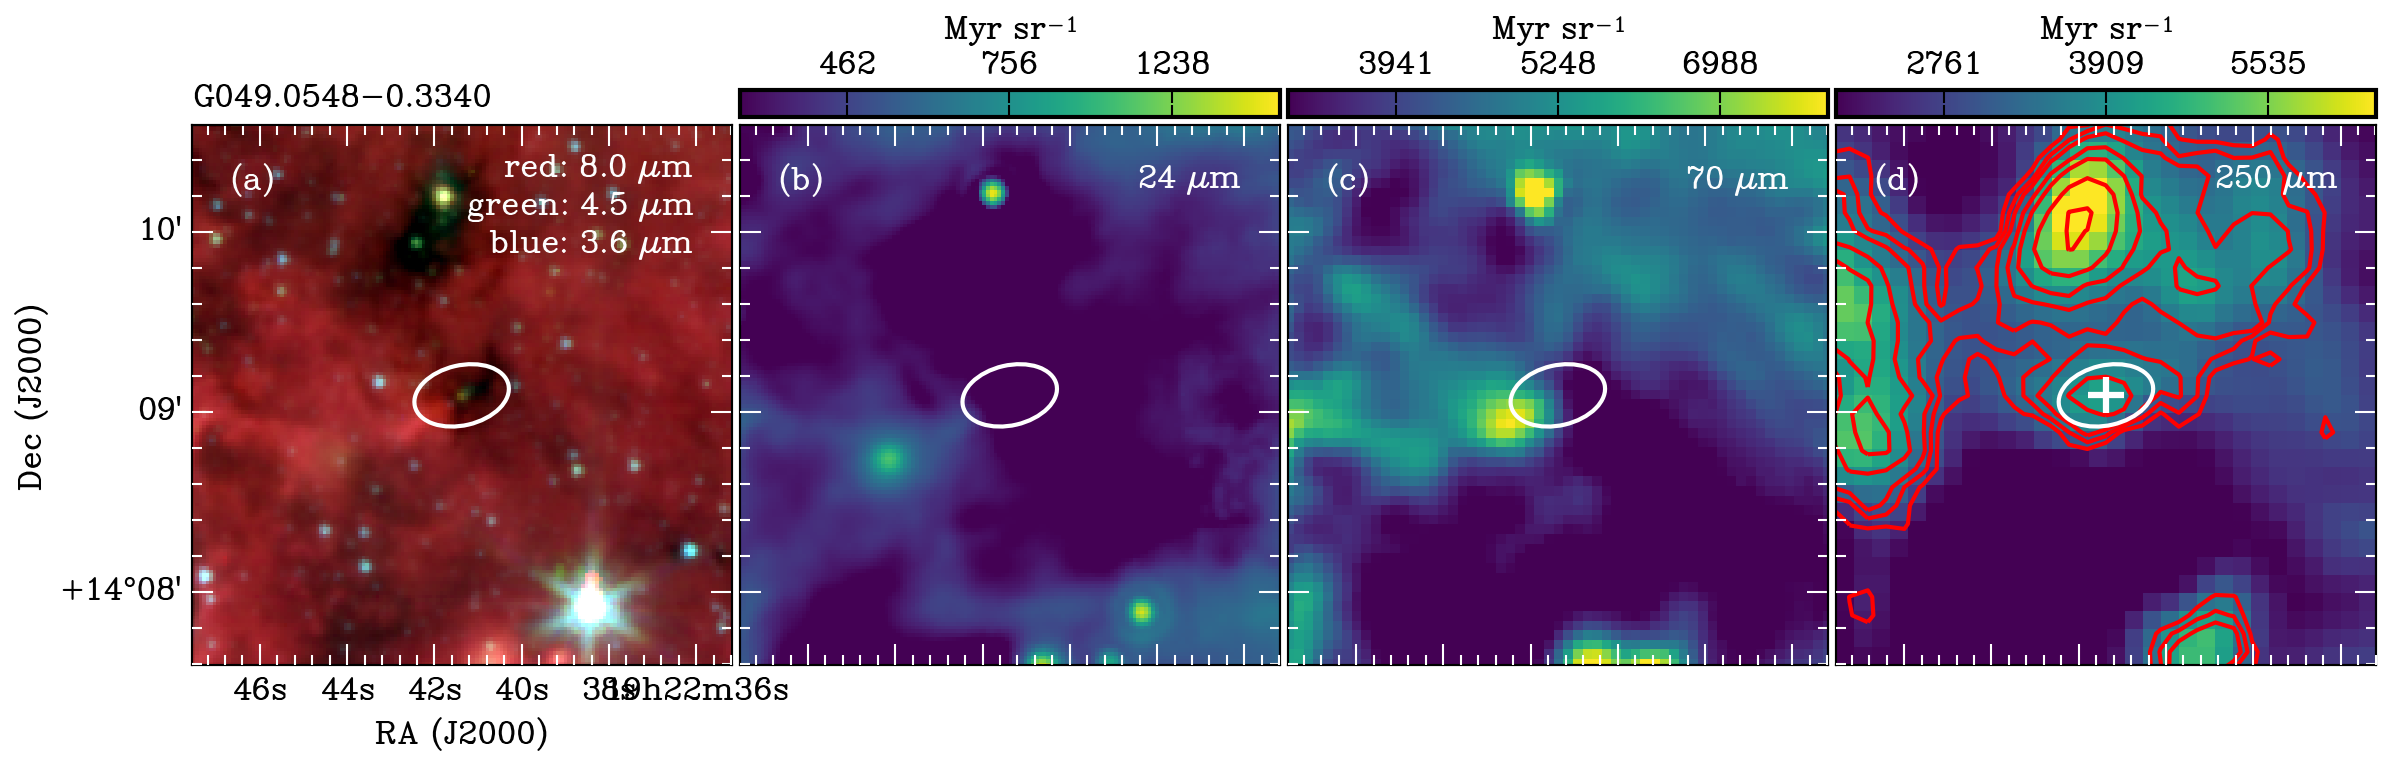 Myr sr−1
Myr sr−1
Myr sr−1
462 756 1238
3941 5248 6988
2761 3909 5535
G049.0548−0.3340
(a)
red: 8.0 μm
green: 4.5 μm
blue: 3.6 μm
(b)
24 μm
(c)
70 μm
(d)
250 μm
10'
09'
+14°08'
Dec (J2000)
46s 44s 42s 40s 38s 19h22m36s
RA (J2000)